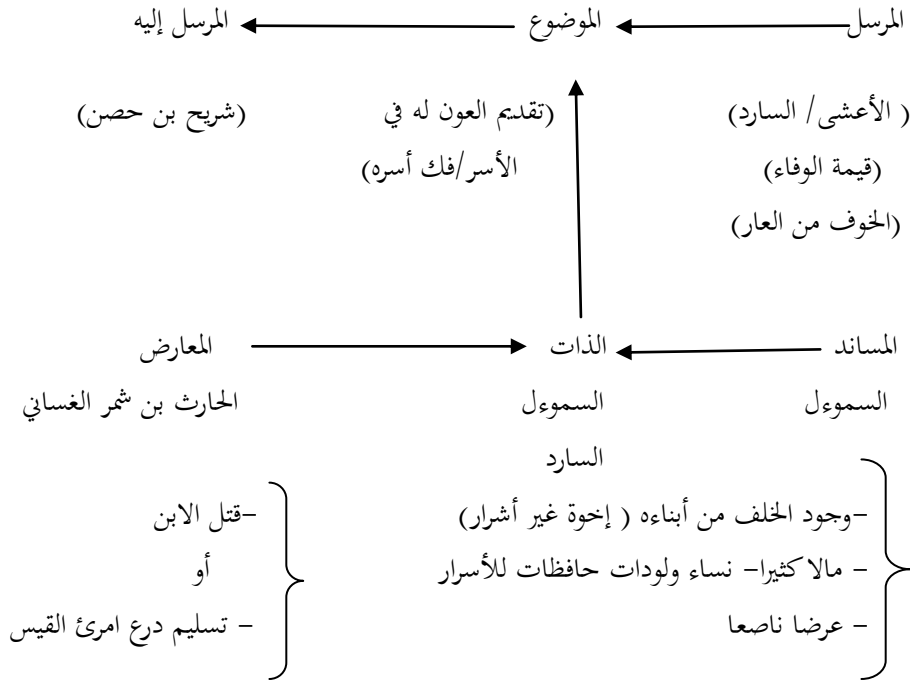 المرسل الموضوع المرسل إليه
( الأعشى/ السارد) (تقديم العون له في (شريح بن حصن)
(قيمة الوفاء) الأسر/فك أسره)
(الخوف من العار)
المساند الذات المعارض
السموءل السموءل الحارث بن شمر الغساني
السارد
–وجود الخلف من أبناءه ( إخوة غير أشرار) –قتل الابن
– مالا كثيرا– نساء ولودات حافظات للأسرار أو
– عرضا ناصعا – تسليم درع امرئ القيس